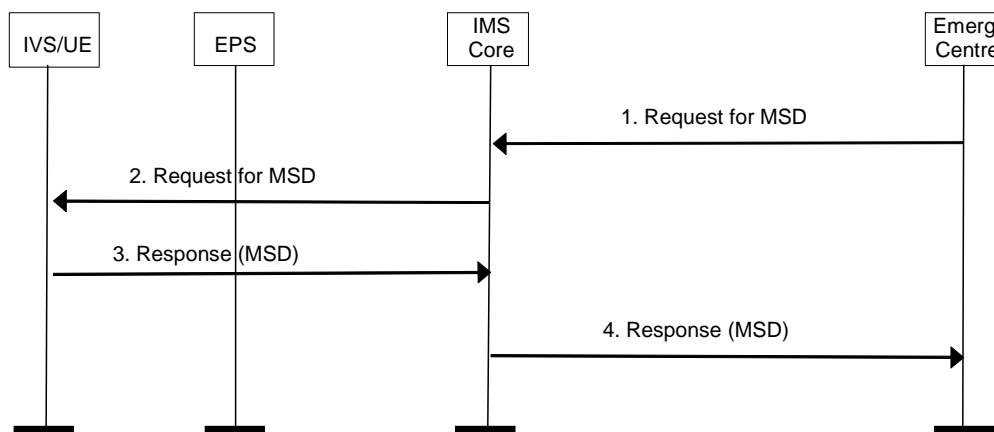 IVS/UE
EPS
IMS
Core
Emerg
Centre
1. Request for MSD
2. Request for MSD
3. Response (MSD)
4. Response (MSD)